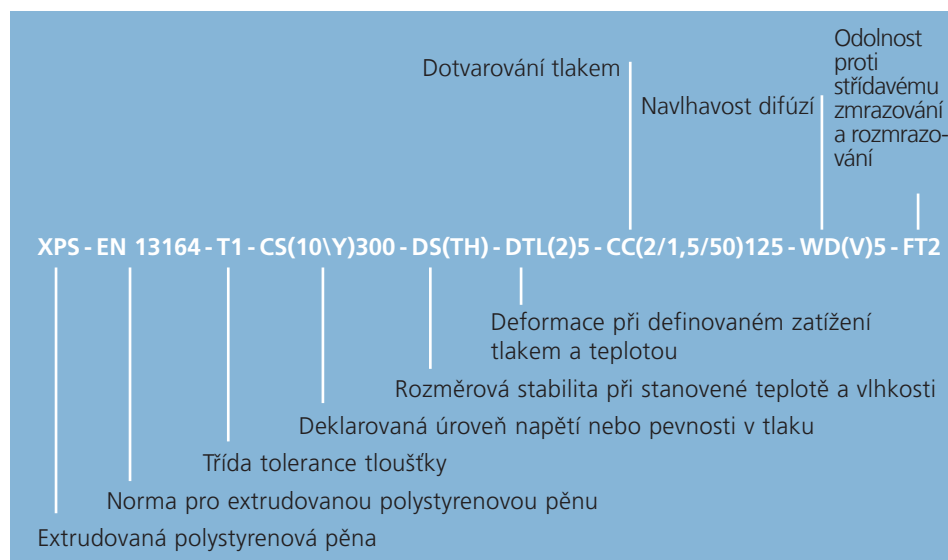 Odolnost
proti
střídavému
zmrazování
a rozmrazo-
vání
Dotvarování tlakem
Navlhavost difúzí
XPS - EN 13164 - T1 - CS(10\Y)300 - DS(TH) - DTL(2)5 - CC(2/1,5/50)125 - WD(V)5 - FT2
Deformace při definovaném zatížení
tlakem a teplotou
Rozměrová stabilita při stanovené teplotě a vlhkosti
Deklarovaná úroveň napětí nebo pevnosti v tlaku
Třída tolerance tloušťky
Norma pro extrudovanou polystyrenovou pěnu
Extrudovaná polystyrenová pěna